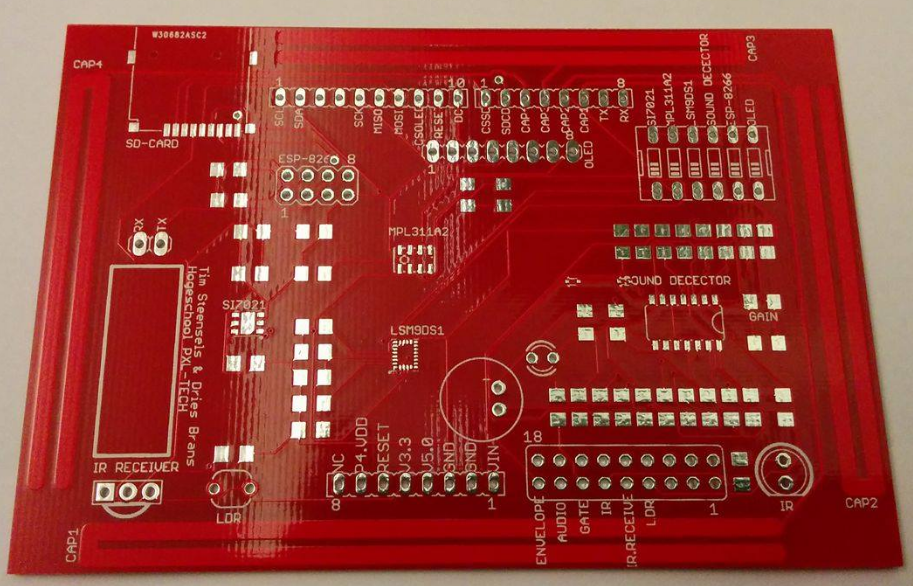 W30682ASC2
CAP4
CAP3
SD-CARD
1
10
SCL
SDA
SCK
MISO
MOSI
CSOLED
RESET
DC
1
8
CSSD
SDCD
CAP
CAP
CAP
CAP
TX
RX
SI7021
MPL311A2
LSM9DS1
SOUND DECECTOR
ESP-8266
OLED
1
8
OLED
ESP-8266
8
1
RX
TX
MPL311A2
SI7021
Tim Steensels & Dries Brans
Hogeschool PXL-TECH
LSM9DS1
SOUND DECECTOR
GAIN
IR RECEIVER
LDR
NC
P4.VDD
RESET
V3.3
V5.0
GND
GND
VIN
8
1
18
1
ENVELOPE
AUDIO
GATE
IR
IR.RECEIVE
LDR
IR
CAP1
CAP2